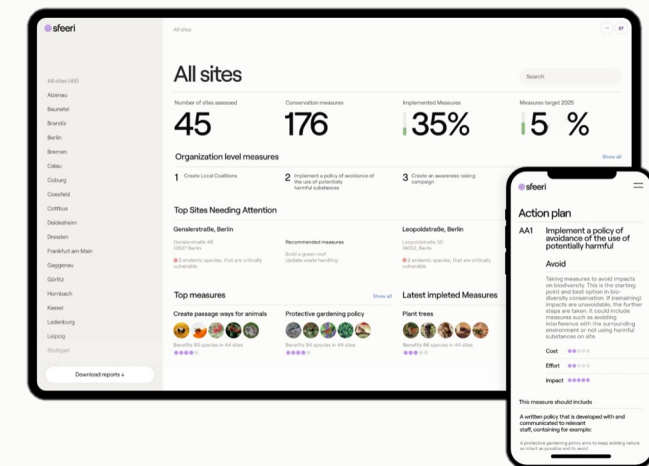 sfeeri
All sites
EF
All sites (45)
Alzenau
Baunatal
Brandis
Berlin
Bremen
Calau
Coburg
Coesfeld
Cottbus
Deidesheim
Dresden
Frankfurt am Main
Gaggenau
Görlitz
Hornbach
Kassel
Ladenburg
Leipzig
Stuttgart
Download reports ↓
All sites
Search
Number of sites assessed
45
Conservation measures
176
Implemented Measures
35%
Measures target 2025
5 %
Organization level measures
Show all
1 Create Local Coalitions
2 Implement a policy of avoidance of
the use of potentially
harmful substances
3 Create an awareness raising
campaign
Top Sites Needing Attention
Genslerstraße, Berlin
Genslerstraße 46
13527 Berlin
2 endemic species, that are critically
vulnerable
Recommended measures
Build a green roof
Update waste handling
Leopoldstraße, Berlin
Leopoldstraße 55
14052, Berlin
2 endemic species, that are critically
vulnerable
Top measures
Show all
Create passage ways for animals
Benefits 93 species in 44 sites
Protective gardening policy
Benefits 94 species in 44 sites
Latest impleted Measures
Plant trees
Benefits 88 species in 44 sites
sfeeri
Action plan
AA1
Implement a policy of
avoidance of the use of
potentially harmful
Avoid
Taking measures to avoid impacts
on biodiversity. This is the starting
point and best option in bio-
diversity conservation. If (remaining)
impacts are unavoidable, the further
steps are taken. It could include
measures such as avoiding
interference with the surrounding
environment or not using harmful
substances on site.
Cost
Effort
Impact
This measure should include
A written policy that is developed with and
communicated to relevant
staff, containing for example:
A protective gardening policy aims to keep existing nature
as intact as possible and to avoid